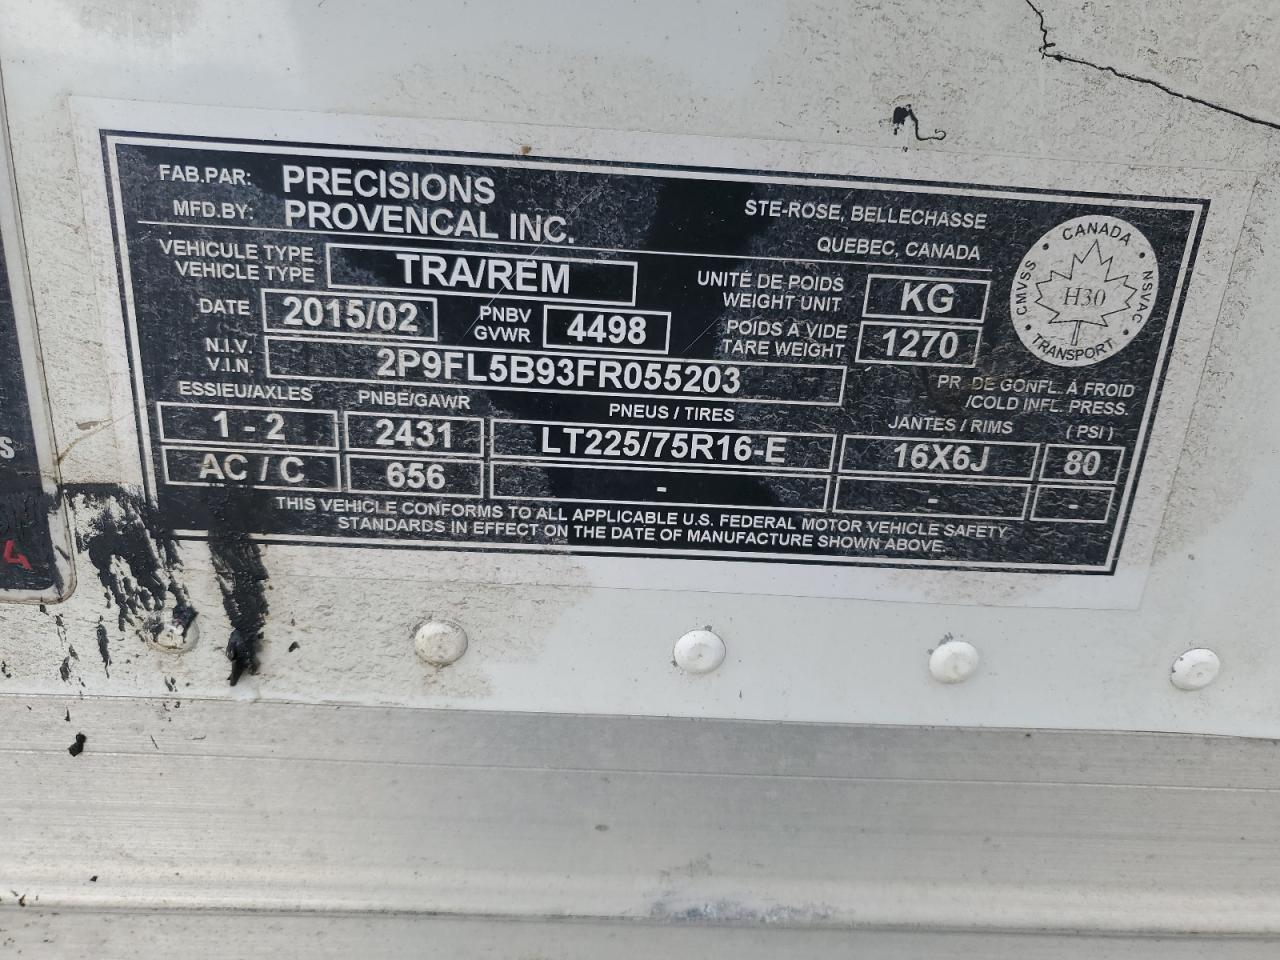 FAB.PAR: PRECISIONS
MFD.BY: PROVENCAL INC.
STE-ROSE, BELLECHASSE
QUEBEC, CANADA
VEHICULE TYPE
VEHICLE TYPE
TRA/REM
UNITÉ DE POIDS
WEIGHT UNIT
KG
DATE 2015/02
PNBV
GVWR
4498
POIDS A VIDE
TARE WEIGHT
1270
N.I.V.
V.I.N.
2P9FL5B93FR055203
CANADA
CMVSS
NSVAC
H30
TRANSPORT
PR. DE GONFL. À FROID
/COLD INFL. PRESS.
ESSIEU/AXLES PNBE/GAWR PNEUS / TIRES JANTES / RIMS (PSI)
1 - 2 2431 LT225/75R16-E 16X6J 80
AC / C 656 - - -
THIS VEHICLE CONFORMS TO ALL APPLICABLE U.S. FEDERAL MOTOR VEHICLE SAFETY
STANDARDS IN EFFECT ON THE DATE OF MANUFACTURE SHOWN ABOVE.
S
4